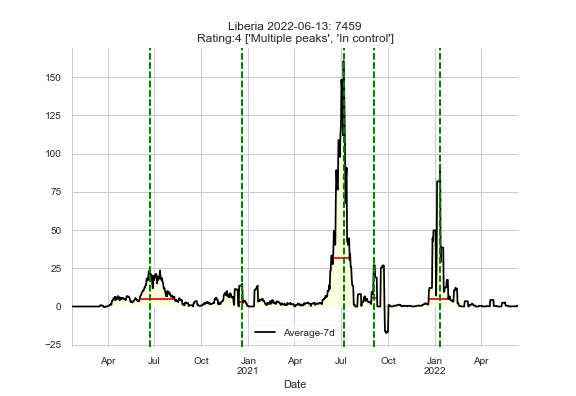 Liberia 2022-06-13: 7459
Rating:4 ['Multiple peaks', 'In control']
150
125
100
75
50
25
0
−25
Average-7d
Apr Jul Oct Jan Apr Jul Oct Jan Apr
2021 2022
Date